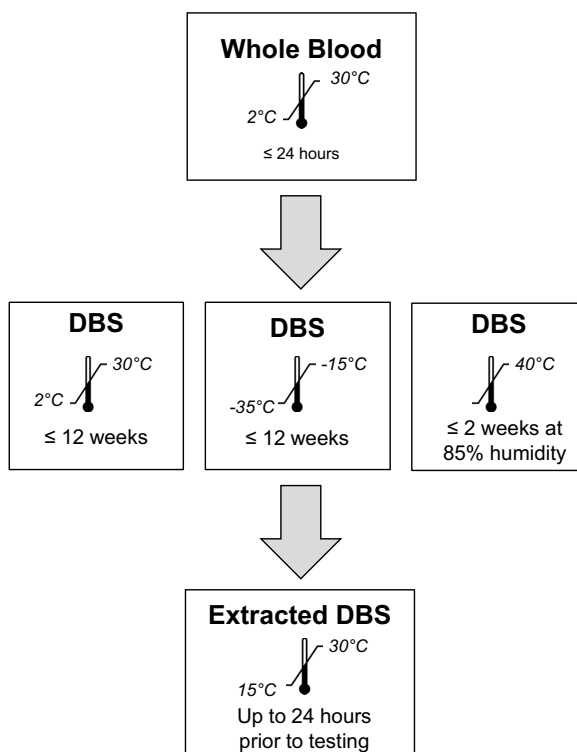 Whole Blood
30°C
2°C
≤ 24 hours
DBS
30°C
2°C
≤ 12 weeks
DBS
-15°C
-35°C
≤ 12 weeks
DBS
40°C
≤ 2 weeks at
85% humidity
Extracted DBS
30°C
15°C
Up to 24 hours
prior to testing